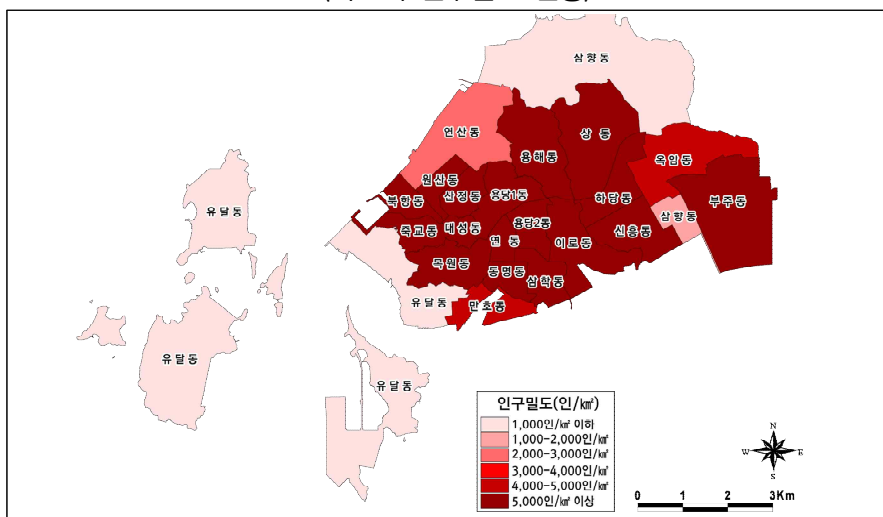 삼향동
연산동
상 동
용해동
옥암동
원산동
북항동
산정동
용당1동
하당동
부주동
유달동
삼향동
죽교동
대성동
용당2동
연 동
이로동
신흥동
목원동
동명동
삼학동
유달동
만호동
유달동
유달동
인구밀도(인/㎢)
1,000인/㎢ 이하
1,000-2,000인/㎢
2,000-3,000인/㎢
3,000-4,000인/㎢
4,000-5,000인/㎢
5,000인/㎢ 이상
N
W
E
S
0 1 2 3Km